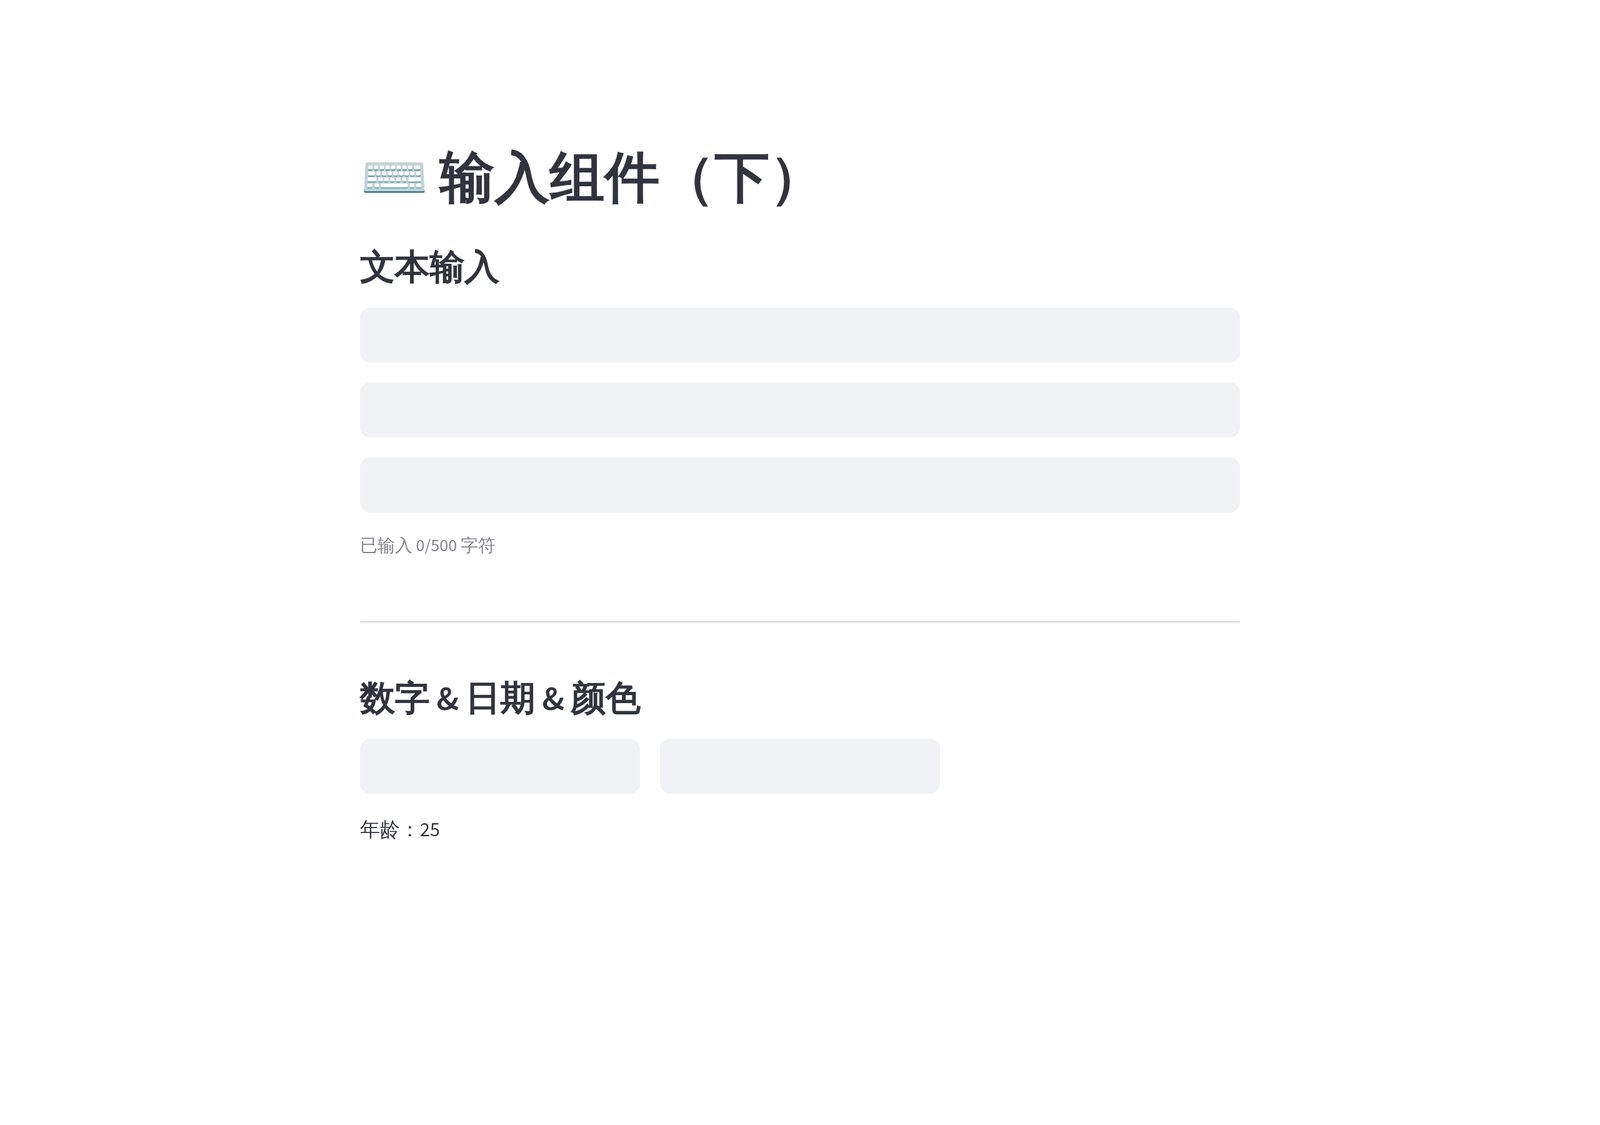 ⌨️ 输入组件（下）
文本输入
已输入 0/500 字符
数字 & 日期 & 颜色
年龄：25